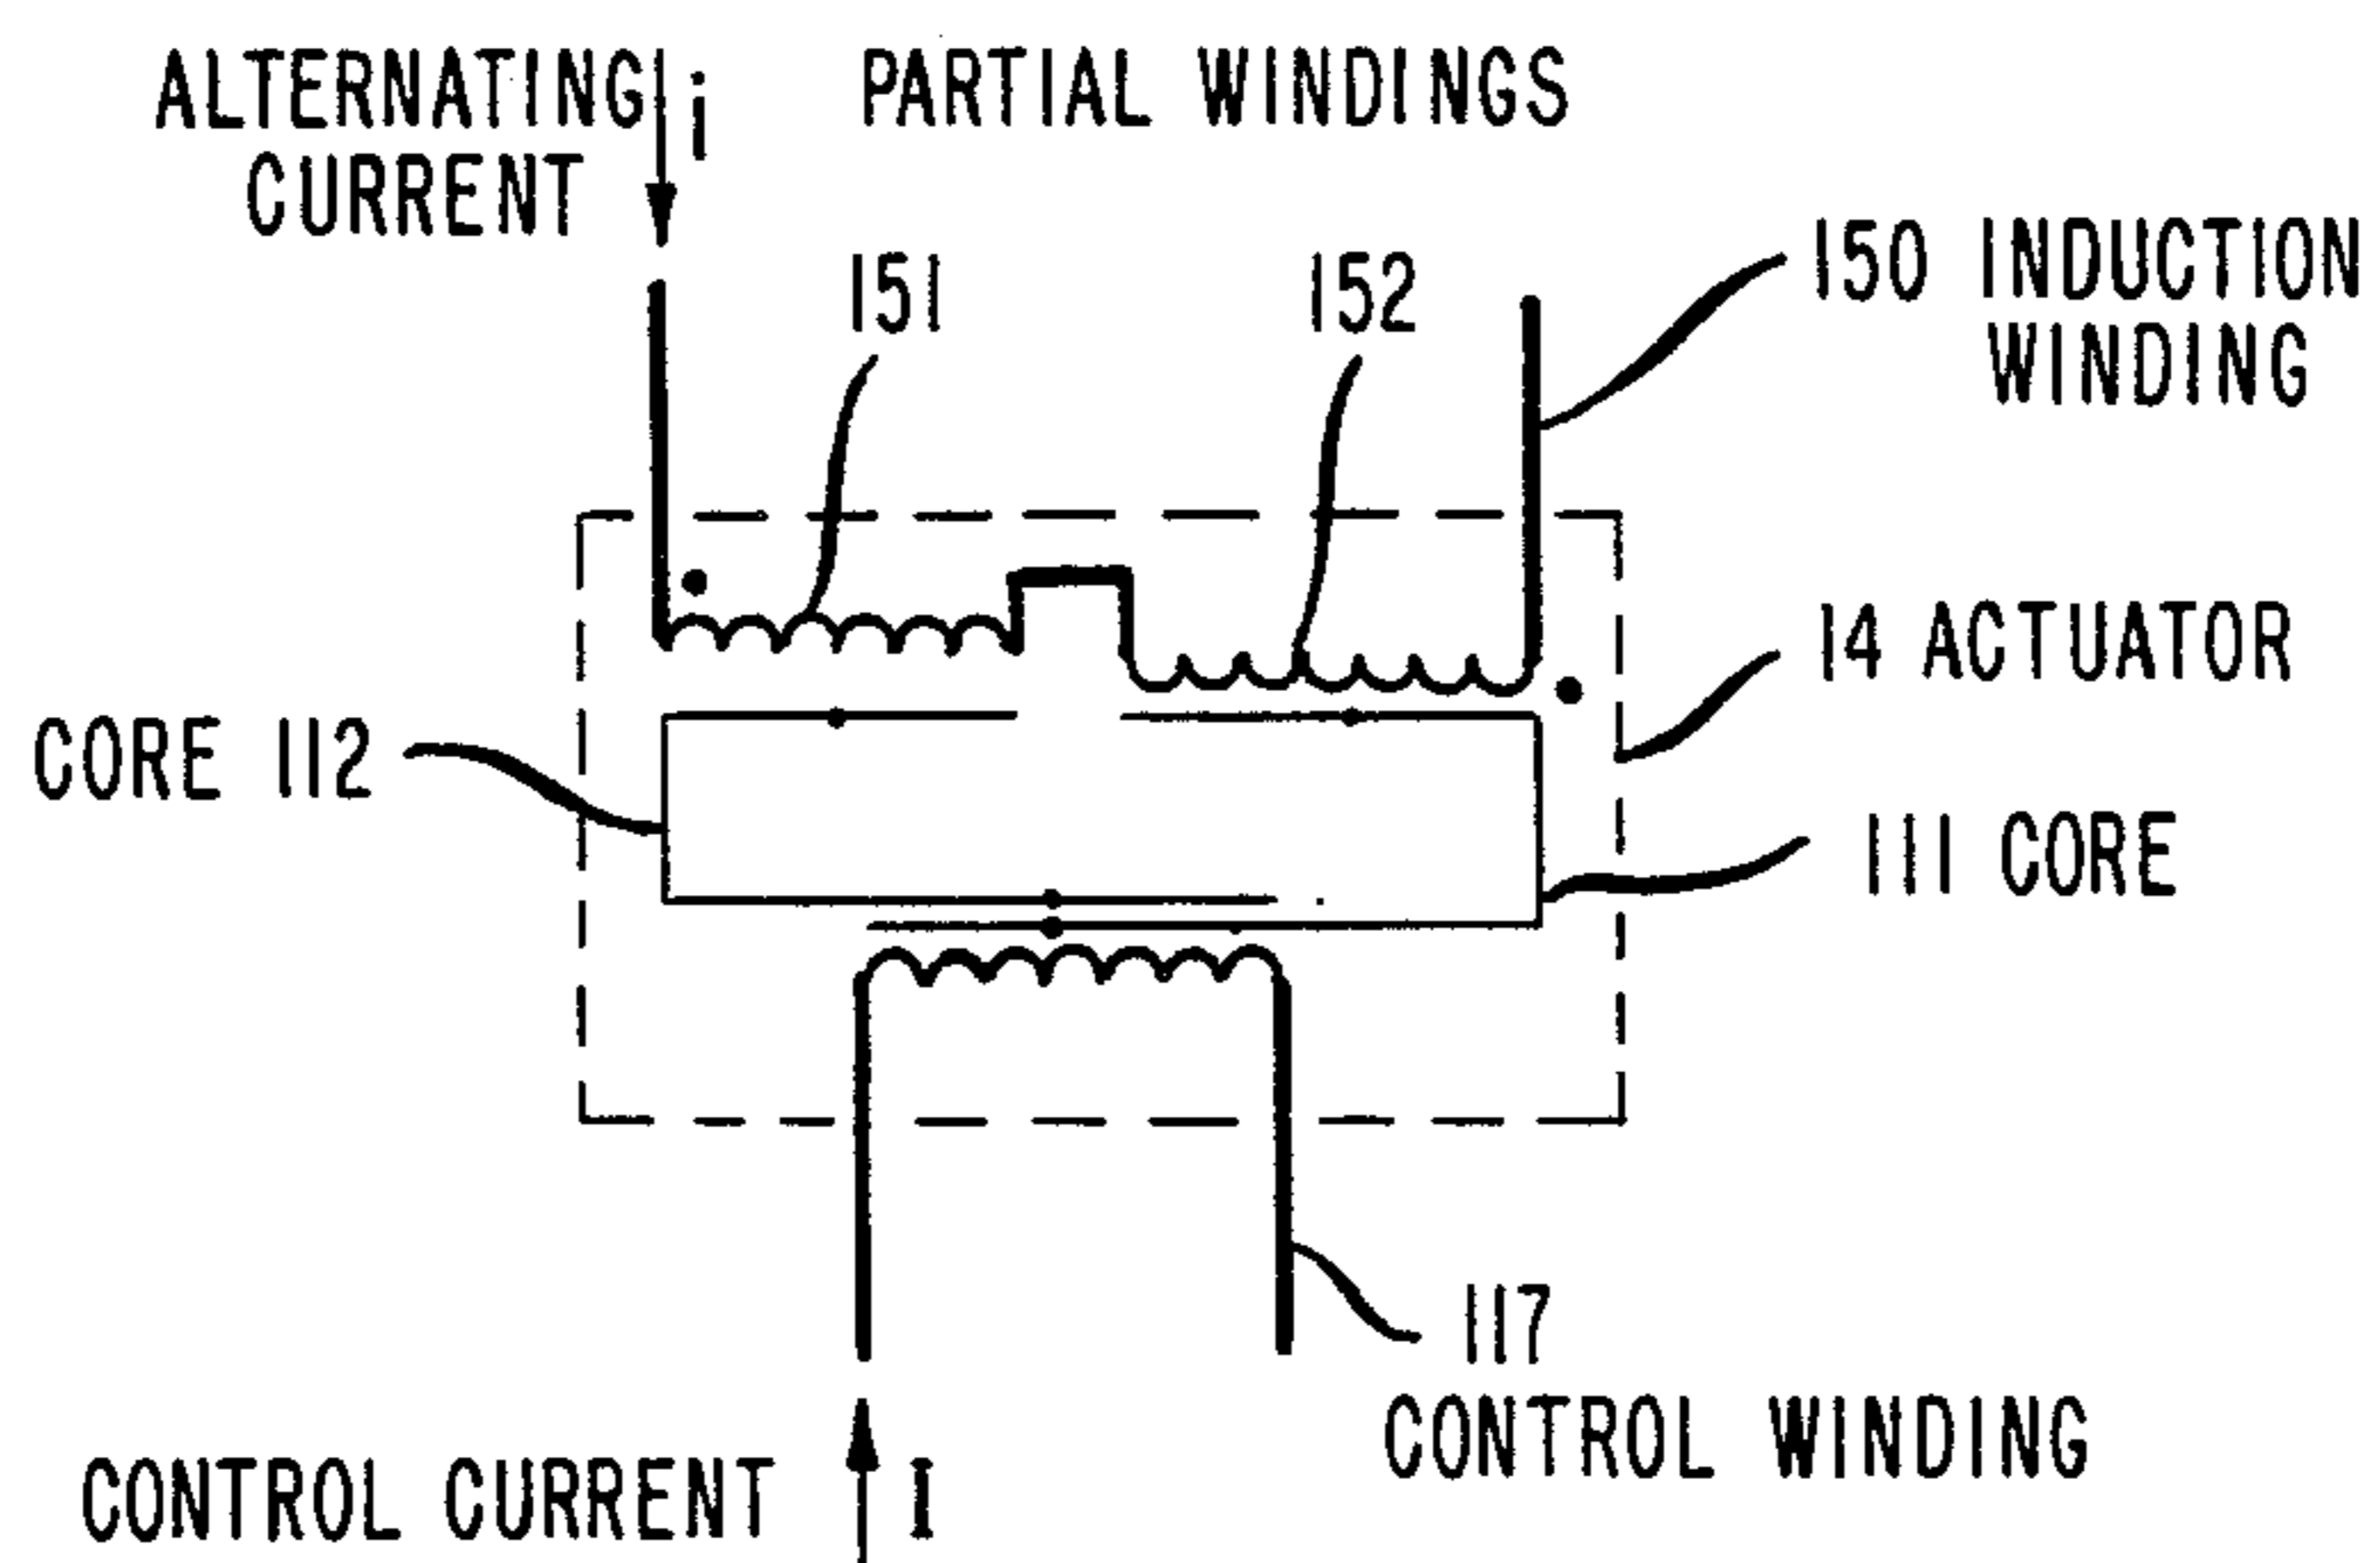 ALTERNATING
CURRENT
i
PARTIAL WINDINGS
151
152
150 INDUCTION
WINDING
14 ACTUATOR
CORE 112
111 CORE
117
CONTROL WINDING
CONTROL CURRENT
I